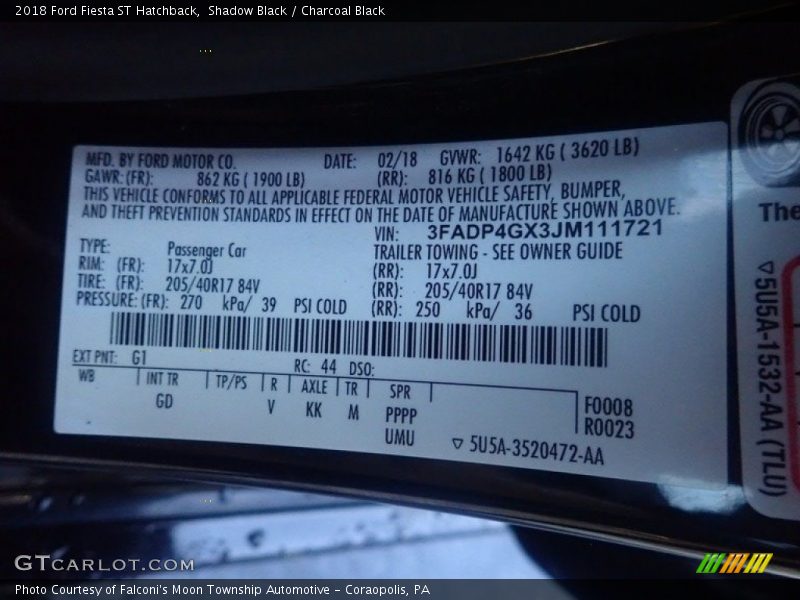 2018 Ford Fiesta ST Hatchback,  Shadow Black / Charcoal Black
MFD. BY FORD MOTOR CO. DATE: 02/18 GVWR: 1642 KG ( 3620 LB)
GAWR: (FR): 862 KG ( 1900 LB) (RR): 816 KG ( 1800 LB)
THIS VEHICLE CONFORMS TO ALL APPLICABLE FEDERAL MOTOR VEHICLE SAFETY, BUMPER,
AND THEFT PREVENTION STANDARDS IN EFFECT ON THE DATE OF MANUFACTURE SHOWN ABOVE.
VIN: 3FADP4GX3JM111721
TYPE: Passenger Car TRAILER TOWING - SEE OWNER GUIDE
RIM: (FR): 17x7.0J (RR): 17x7.0J
TIRE: (FR): 205/40R17 84V (RR): 205/40R17 84V
PRESSURE: (FR): 270 kPa/ 39 PSI COLD (RR): 250 kPa/ 36 PSI COLD
EXT PNT: G1 RC: 44 DSO:
WB INT TR TP/PS R AXLE TR SPR
GD V KK M PPPP
UMU
F0008
R0023
▽ 5U5A-3520472-AA
The
▽5U5A-1532-AA (TLU)
GTCARLOT.COM
Photo Courtesy of Falconi's Moon Township Automotive – Coraopolis, PA